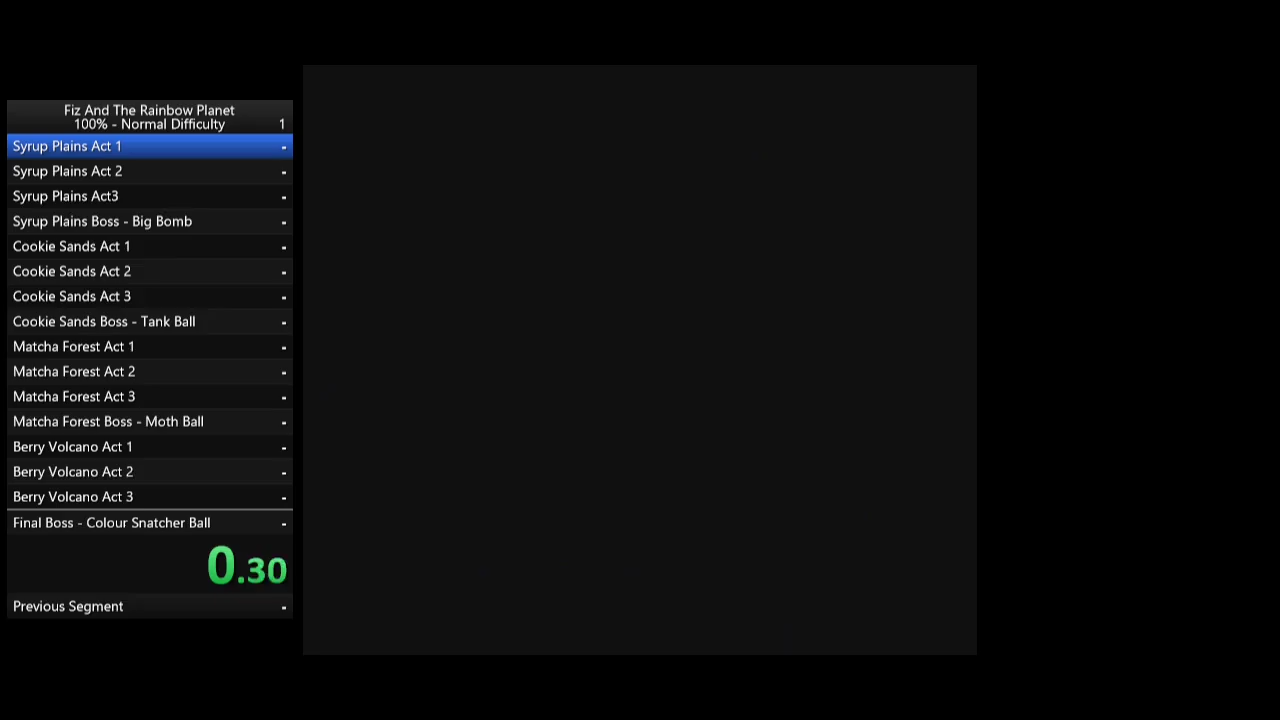 Fiz And The Rainbow Planet
100% - Normal Difficulty 1
Syrup Plains Act 1 -
Syrup Plains Act 2 -
Syrup Plains Act3 -
Syrup Plains Boss - Big Bomb -
Cookie Sands Act 1 -
Cookie Sands Act 2 -
Cookie Sands Act 3 -
Cookie Sands Boss - Tank Ball -
Matcha Forest Act 1 -
Matcha Forest Act 2 -
Matcha Forest Act 3 -
Matcha Forest Boss - Moth Ball -
Berry Volcano Act 1 -
Berry Volcano Act 2 -
Berry Volcano Act 3 -
Final Boss - Colour Snatcher Ball -
0.30
Previous Segment -